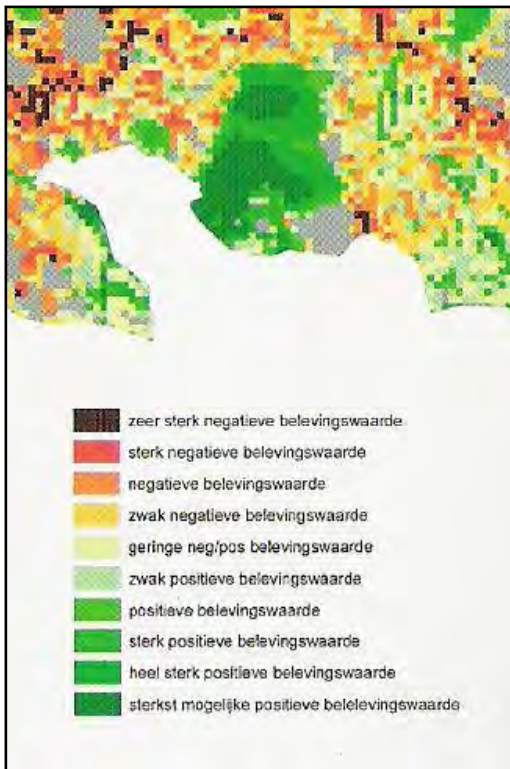 zeer sterk negatieve belevingswaarde
sterk negatieve belevingswaarde
negatieve belevingswaarde
zwak negatieve belevingswaarde
geringe neg/pos belevingswaarde
zwak positieve belevingswaarde
positieve belevingswaarde
sterk positieve belevingswaarde
heel sterk positieve belevingswaarde
sterkst mogelijke positieve belelevingswaarde